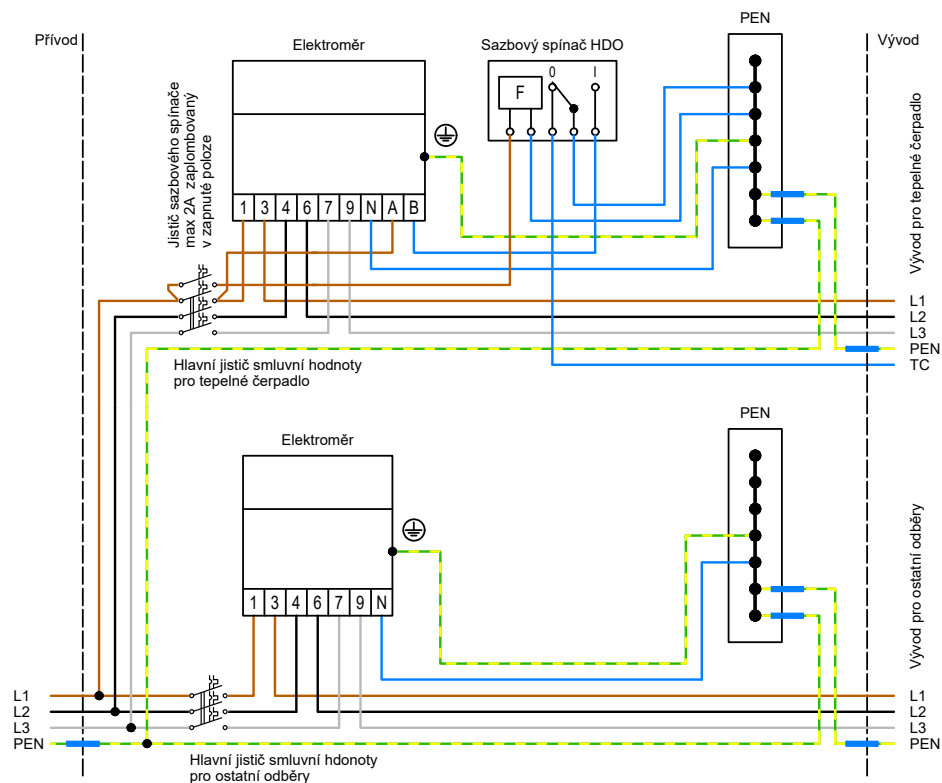 PEN
Přívod
Elektroměr
Sazbový spínač HDO
Vývod
F
0
I
Jistič sazbového spínače
max 2A zaplombovaný
v zapnuté poloze
Vývod pro tepelné čerpadlo
1 3 4 6 7 9 N A B
L1
L2
L3
PEN
TC
Hlavní jistič smluvní hodnoty
pro tepelné čerpadlo
PEN
Elektroměr
Vývod pro ostatní odběry
1 3 4 6 7 9 N
L1
L2
L3
PEN
L1
L2
L3
PEN
Hlavní jistič smluvní hdonoty
pro ostatní odběry